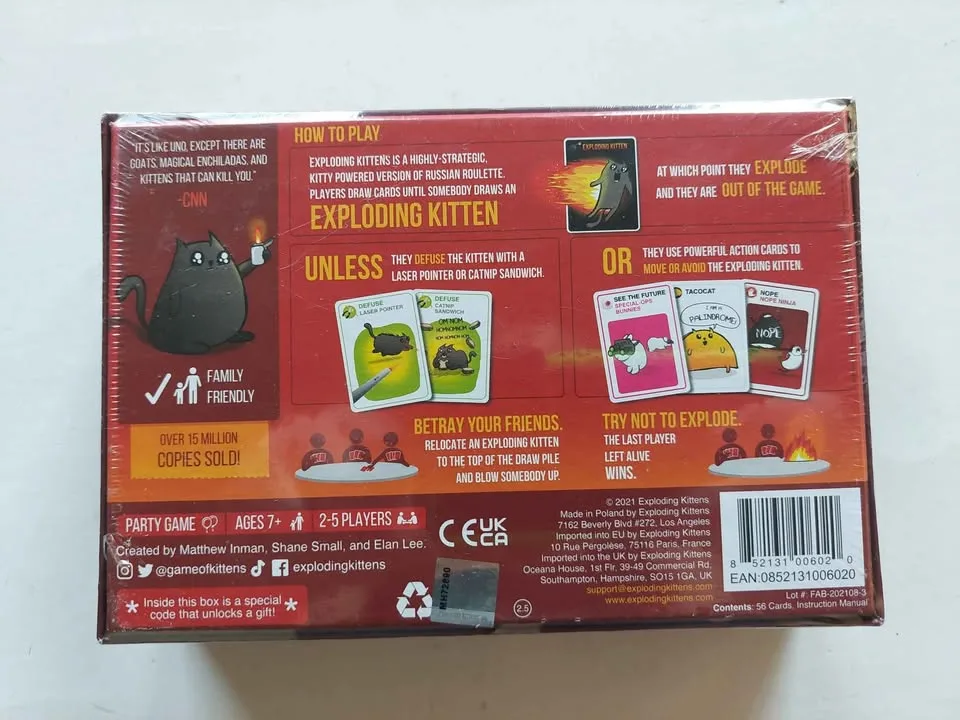 "IT'S LIKE UNO, EXCEPT THERE ARE
GOATS, MAGICAL ENCHILADAS, AND
KITTENS THAT CAN KILL YOU."
-CNN
FAMILY
FRIENDLY
OVER 15 MILLION
COPIES SOLD!
HOW TO PLAY
EXPLODING KITTENS IS A HIGHLY-STRATEGIC,
KITTY POWERED VERSION OF RUSSIAN ROULETTE.
PLAYERS DRAW CARDS UNTIL SOMEBODY DRAWS AN
EXPLODING KITTEN
EXPLODING KITTEN
AT WHICH POINT THEY EXPLODE
AND THEY ARE OUT OF THE GAME.
UNLESS
THEY DEFUSE THE KITTEN WITH A
LASER POINTER OR CATNIP SANDWICH.
DEFUSE
LASER POINTER
DEFUSE
CATNIP
SANDWICH
OR
THEY USE POWERFUL ACTION CARDS TO
MOVE OR AVOID THE EXPLODING KITTEN.
SEE THE FUTURE
SPECIAL-OPS
BUNNIES
TACOCAT
I AM A
PALINDROME!
NOPE
NOPE NINJA
NOPE
BETRAY YOUR FRIENDS.
RELOCATE AN EXPLODING KITTEN
TO THE TOP OF THE DRAW PILE
AND BLOW SOMEBODY UP.
TRY NOT TO EXPLODE.
THE LAST PLAYER
LEFT ALIVE
WINS.
PARTY GAME
AGES 7+
2-5 PLAYERS
Created by Matthew Inman, Shane Small, and Elan Lee.
@gameofkittens
explodingkittens
* Inside this box is a special *
code that unlocks a gift!
CE
UK
CA
MH72890
2.5
© 2021 Exploding Kittens
Made in Poland by Exploding Kittens
7162 Beverly Blvd #272, Los Angeles
Imported into EU by Exploding Kittens
10 Rue Pergolèse, 75116 Paris, France
Imported into the UK by Exploding Kittens
Oceana House, 1st Flr, 39-49 Commercial Rd,
Southampton, Hampshire, SO15 1GA, UK
support@explodingkittens.com
www.explodingkittens.com
8 52131 00602 0
EAN:0852131006020
Lot #: FAB-202108-3
Contents: 56 Cards, Instruction Manual